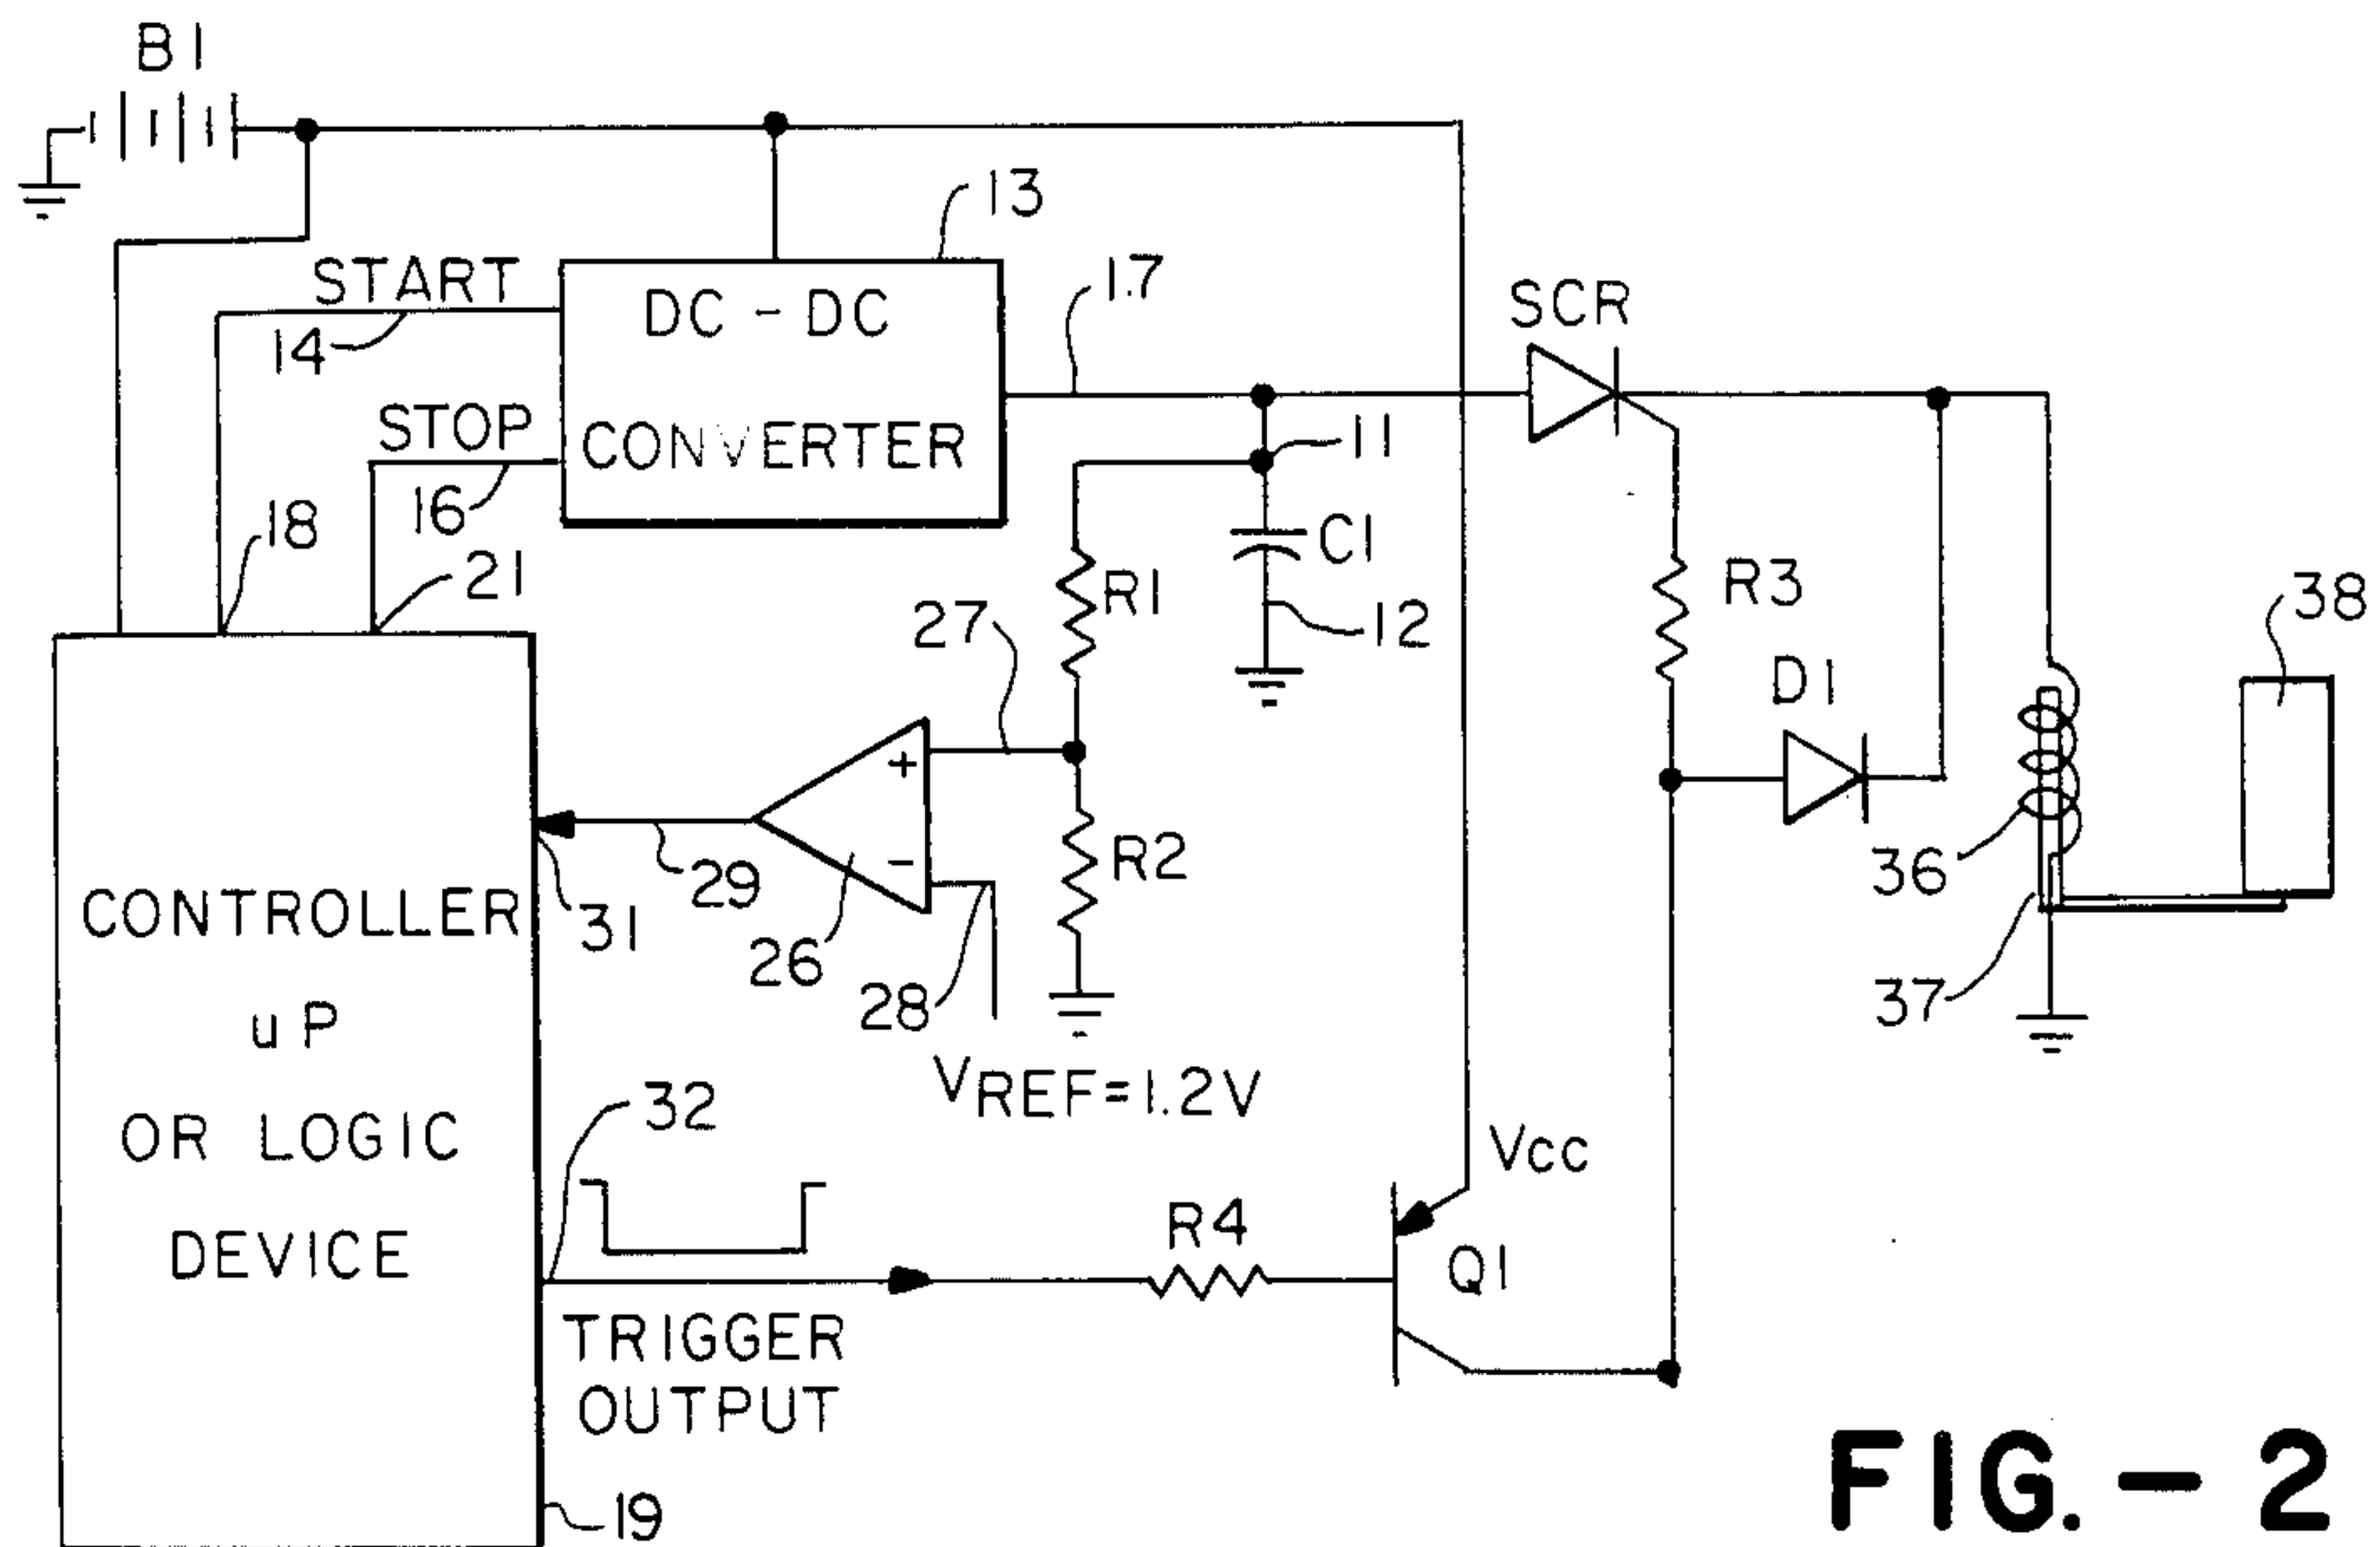 B1
13
START
DC - DC
17
SCR
14
STOP
CONVERTER
11
16
18
C1
21
R1
R3
38
27
12
D1
+
R2
36
29
-
CONTROLLER
31
26
28
37
uP
VREF=1.2V
32
OR LOGIC
VCC
R4
DEVICE
Q1
TRIGGER
OUTPUT
19
FIG.-2